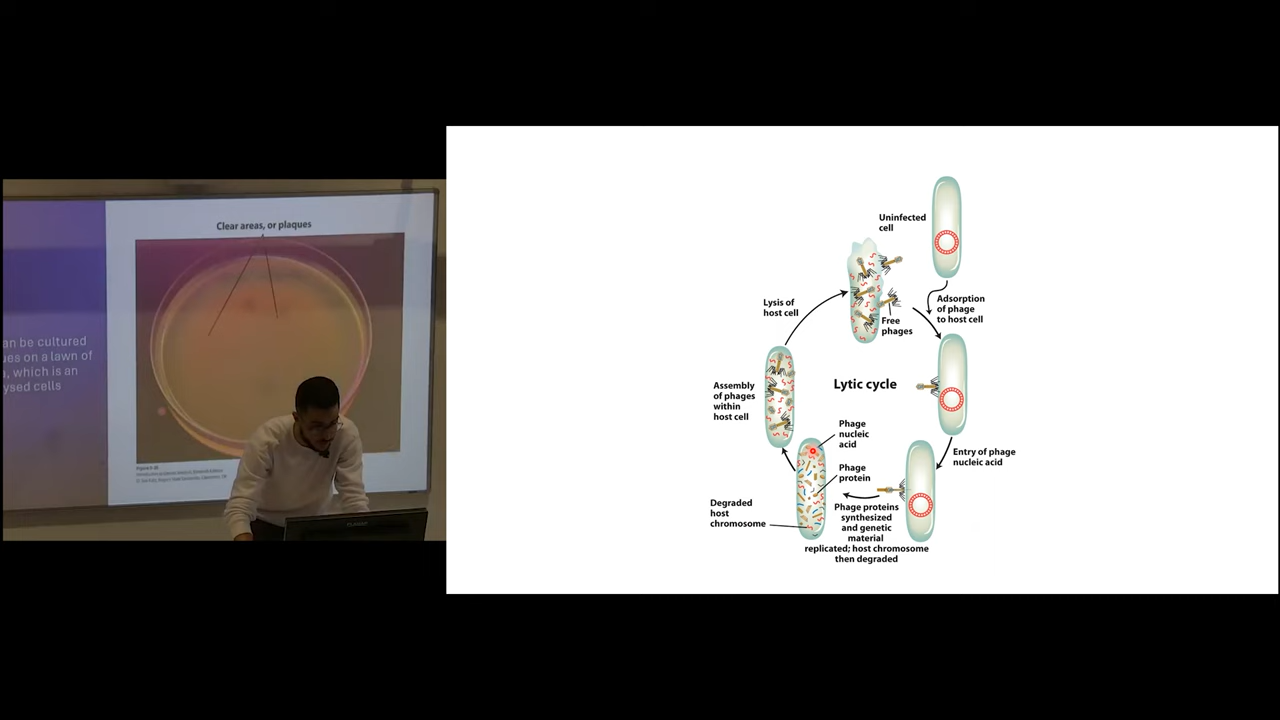 Clear areas, or plaques
an be cultured
ues on a lawn of
, which is an
ysed cells
Uninfected
cell
Adsorption
of phage
to host cell
Lysis of
host cell
Free
phages
Lytic cycle
Assembly
of phages
within
host cell
Phage
nucleic
acid
Entry of phage
nucleic acid
Phage
protein
Degraded
host
chromosome
Phage proteins
synthesized
and genetic
material
replicated; host chromosome
then degraded